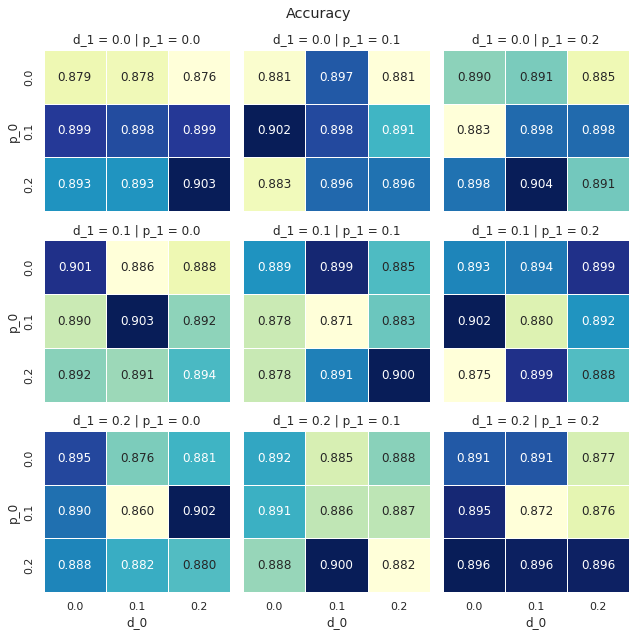 Accuracy
d_1 = 0.0 | p_1 = 0.0
d_1 = 0.0 | p_1 = 0.1
d_1 = 0.0 | p_1 = 0.2
0.0
0.879 0.878 0.876
0.881 0.897 0.881
0.890 0.891 0.885
p_0
0.1
0.899 0.898 0.899
0.902 0.898 0.891
0.883 0.898 0.898
0.2
0.893 0.893 0.903
0.883 0.896 0.896
0.898 0.904 0.891
d_1 = 0.1 | p_1 = 0.0
d_1 = 0.1 | p_1 = 0.1
d_1 = 0.1 | p_1 = 0.2
0.0
0.901 0.886 0.888
0.889 0.899 0.885
0.893 0.894 0.899
p_0
0.1
0.890 0.903 0.892
0.878 0.871 0.883
0.902 0.880 0.892
0.2
0.892 0.891 0.894
0.878 0.891 0.900
0.875 0.899 0.888
d_1 = 0.2 | p_1 = 0.0
d_1 = 0.2 | p_1 = 0.1
d_1 = 0.2 | p_1 = 0.2
0.0
0.895 0.876 0.881
0.892 0.885 0.888
0.891 0.891 0.877
p_0
0.1
0.890 0.860 0.902
0.891 0.886 0.887
0.895 0.872 0.876
0.2
0.888 0.882 0.880
0.888 0.900 0.882
0.896 0.896 0.896
0.0 0.1 0.2
0.0 0.1 0.2
0.0 0.1 0.2
d_0
d_0
d_0